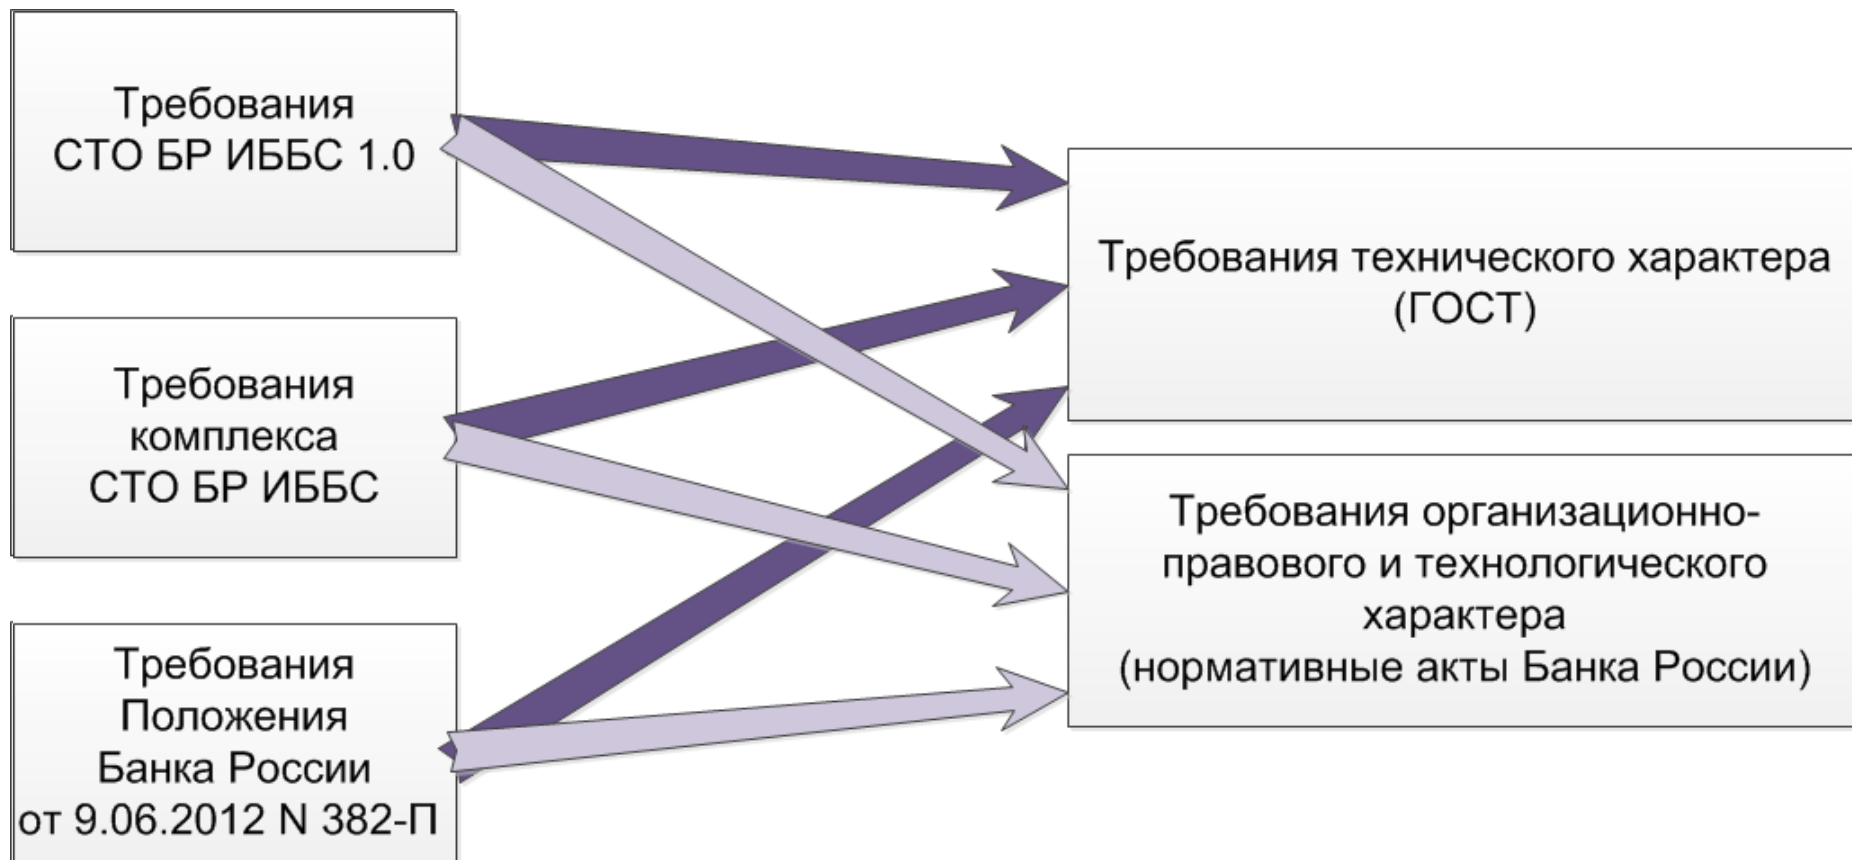 Требования
СТО БР ИББС 1.0
Требования
комплекса
СТО БР ИББС
Требования
Положения
Банка России
от 9.06.2012 N 382-П
Требования технического характера
(ГОСТ)
Требования организационно-
правового и технологического
характера
(нормативные акты Банка России)